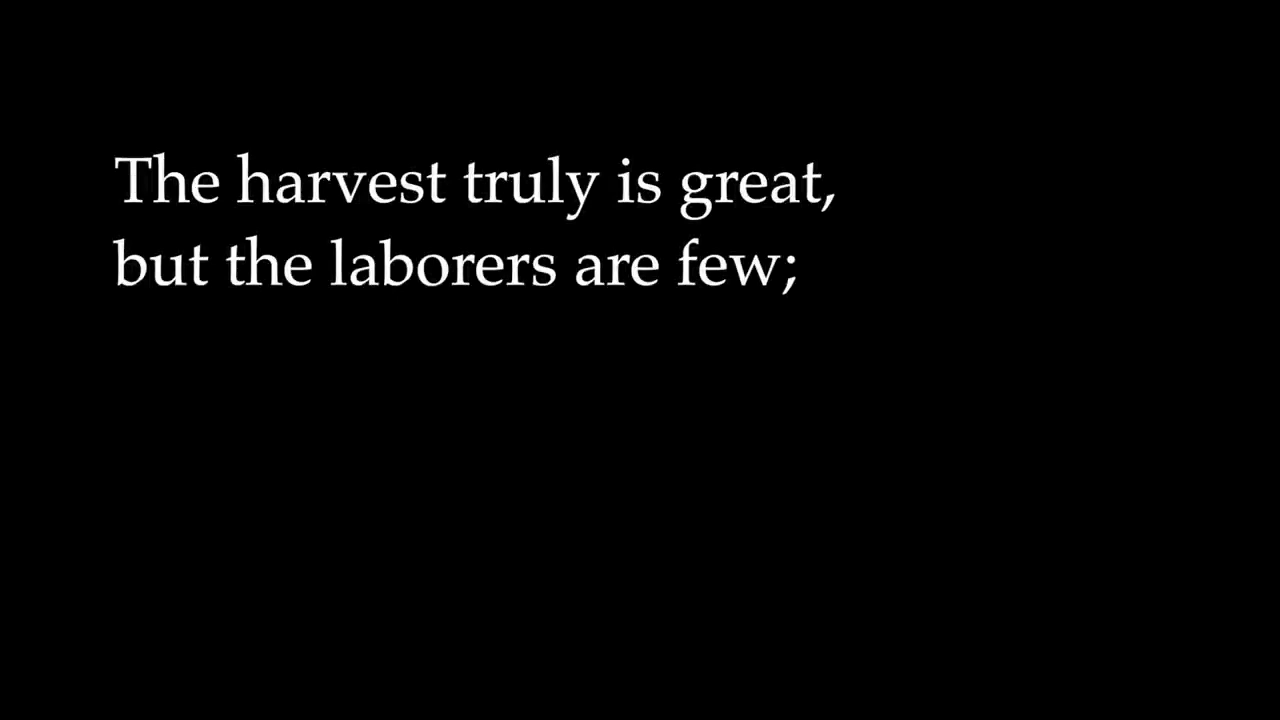 The harvest truly is great,
but the laborers are few;